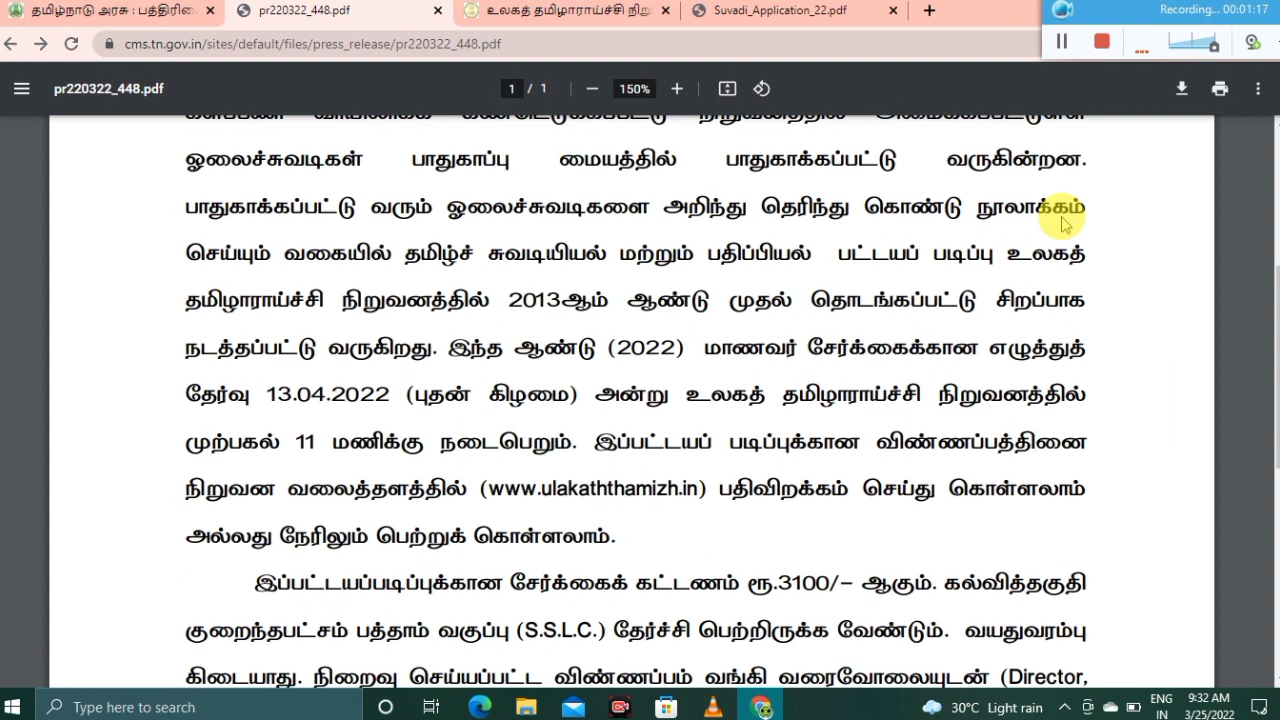 தமிழ்நாடு அரசு : பத்திரிகை
pr220322_448.pdf
உலகத் தமிழாராய்ச்சி நிறு
Suvadi_Application_22.pdf
Recording... 00:01:17
cms.tn.gov.in/sites/default/files/press_release/pr220322_448.pdf
pr220322_448.pdf
1 / 1
150%
ஓலைச்சுவடிகள் பாதுகாப்பு மையத்தில் பாதுகாக்கப்பட்டு வருகின்றன.
பாதுகாக்கப்பட்டு வரும் ஓலைச்சுவடிகளை அறிந்து தெரிந்து கொண்டு நூலாக்கம்
செய்யும் வகையில் தமிழ்ச் சுவடியியல் மற்றும் பதிப்பியல் பட்டயப் படிப்பு உலகத்
தமிழாராய்ச்சி நிறுவனத்தில் 2013ஆம் ஆண்டு முதல் தொடங்கப்பட்டு சிறப்பாக
நடத்தப்பட்டு வருகிறது. இந்த ஆண்டு (2022) மாணவர் சேர்க்கைக்கான எழுத்துத்
தேர்வு 13.04.2022 (புதன் கிழமை) அன்று உலகத் தமிழாராய்ச்சி நிறுவனத்தில்
முற்பகல் 11 மணிக்கு நடைபெறும். இப்பட்டயப் படிப்புக்கான விண்ணப்பத்தினை
நிறுவன வலைத்தளத்தில் (www.ulakaththamizh.in) பதிவிறக்கம் செய்து கொள்ளலாம்
அல்லது நேரிலும் பெற்றுக் கொள்ளலாம்.
இப்பட்டயப்படிப்புக்கான சேர்க்கைக் கட்டணம் ரூ.3100/– ஆகும். கல்வித்தகுதி
குறைந்தபட்சம் பத்தாம் வகுப்பு (S.S.L.C.) தேர்ச்சி பெற்றிருக்க வேண்டும். வயதுவரம்பு
கிடையாது. நிறைவு செய்யப்பட்ட விண்ணப்பம் வங்கி வரைவோலையுடன் (Director,
Type here to search
30°C Light rain
ENG
IN
9:32 AM
3/25/2022